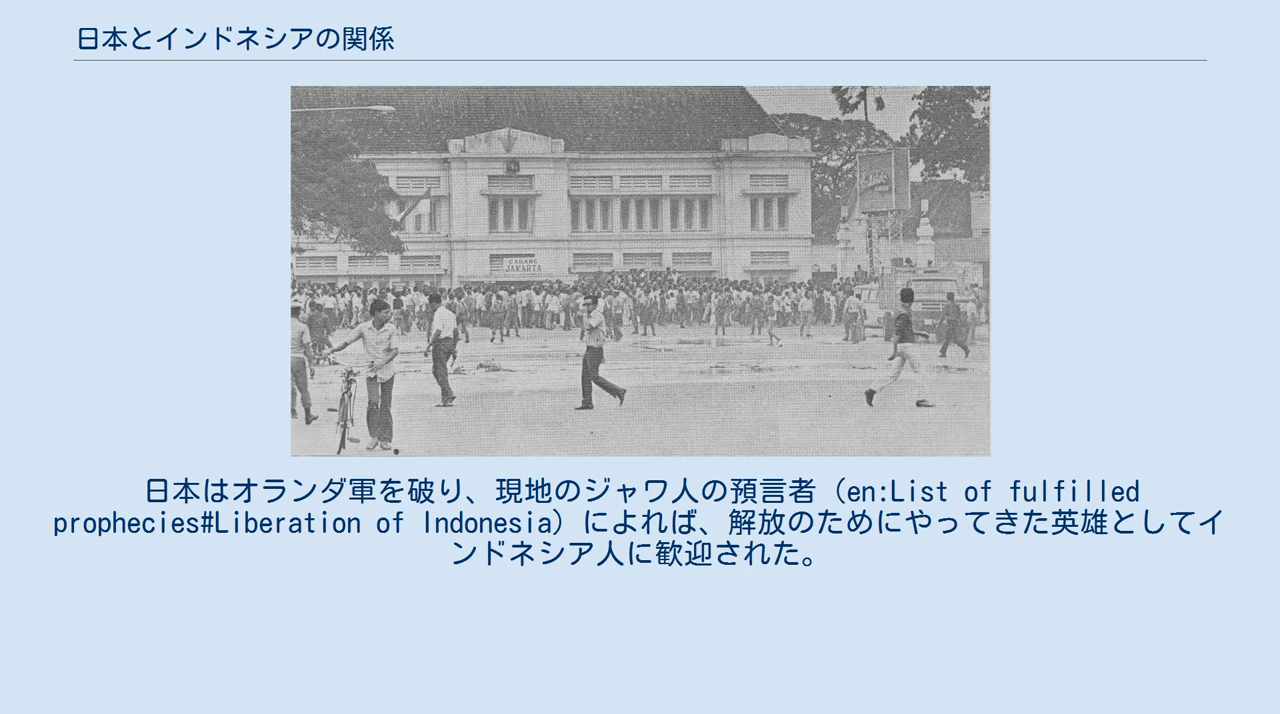 日本とインドネシアの関係
CABANG
JAKARTA
日本はオランダ軍を破り、現地のジャワ人の預言者（en:List of fulfilled
prophecies#Liberation of Indonesia）によれば、解放のためにやってきた英雄としてイ
ンドネシア人に歓迎された。